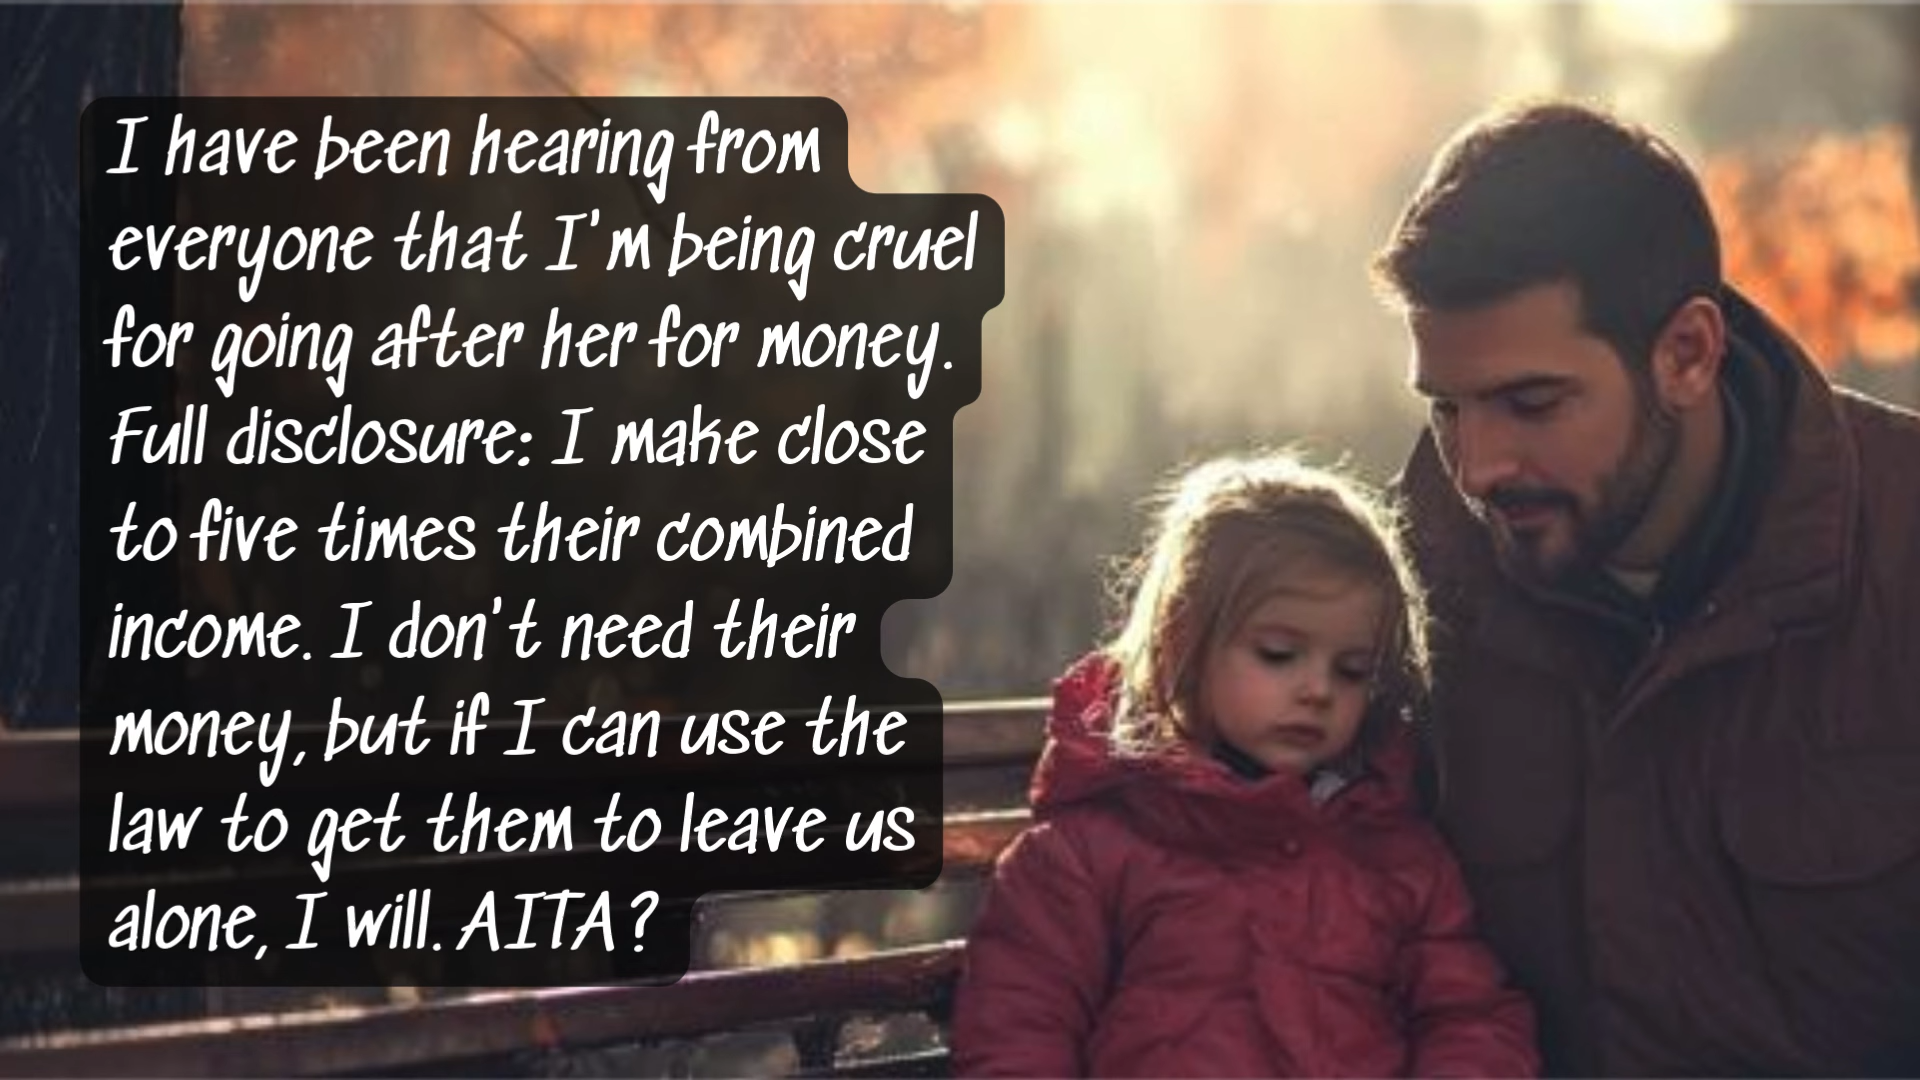 I have been hearing from
everyone that I'm being cruel
for going after her for money.
Full disclosure: I make close
to five times their combined
income. I don't need their
money, but if I can use the
law to get them to leave us
alone, I will. AITA?